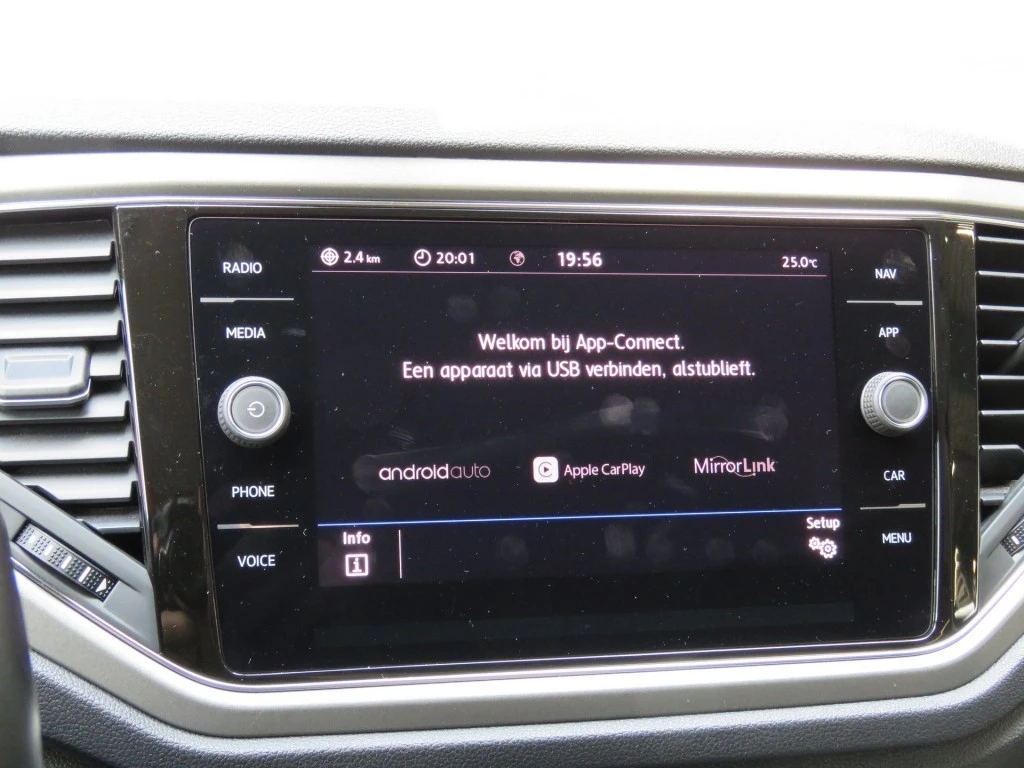 2.4 km 20:01 19:56 25.0°C
RADIO
MEDIA
PHONE
VOICE
Welkom bij App-Connect.
Een apparaat via USB verbinden, alstublieft.
androidauto Apple CarPlay MirrorLink
Info
Setup
NAV
APP
CAR
MENU